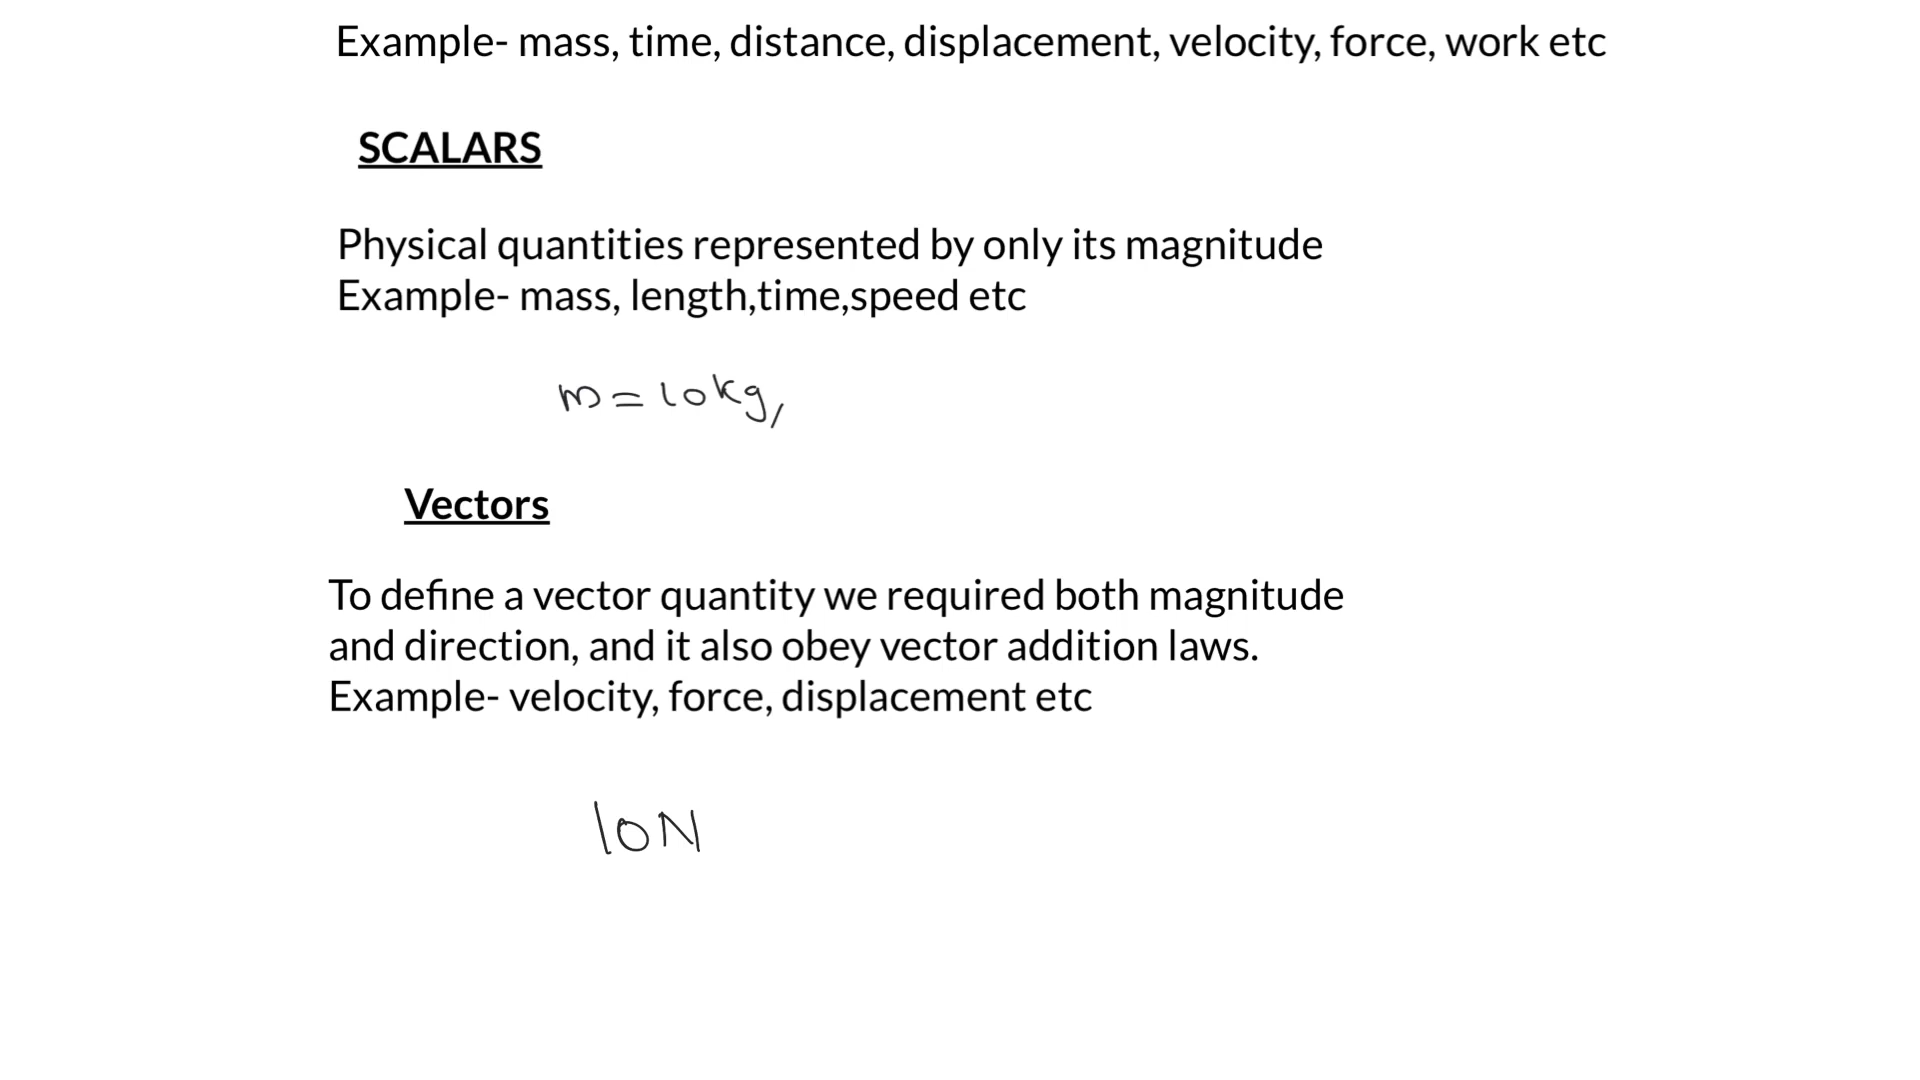 Example- mass, time, distance, displacement, velocity, force, work etc
SCALARS
Physical quantities represented by only its magnitude
Example- mass, length,time,speed etc
m = 10kg,
Vectors
To define a vector quantity we required both magnitude
and direction, and it also obey vector addition laws.
Example- velocity, force, displacement etc
10N